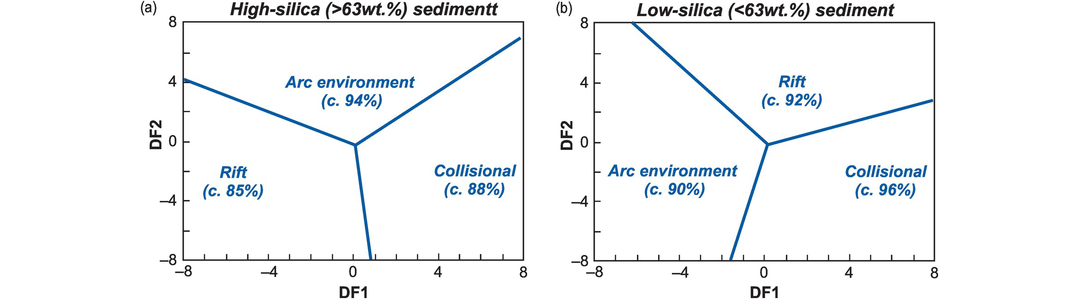 (a) High-silica (>63wt.%) sedimentt
8
4
0
−4
−8
DF2
Arc environment
(c. 94%)
Rift
(c. 85%)
Collisional
(c. 88%)
−8 −4 0 4 8
DF1
(b) Low-silica (<63wt.%) sediment
8
4
0
−4
−8
DF2
Rift
(c. 92%)
Arc environment
(c. 90%)
Collisional
(c. 96%)
−8 −4 0 4 8
DF1